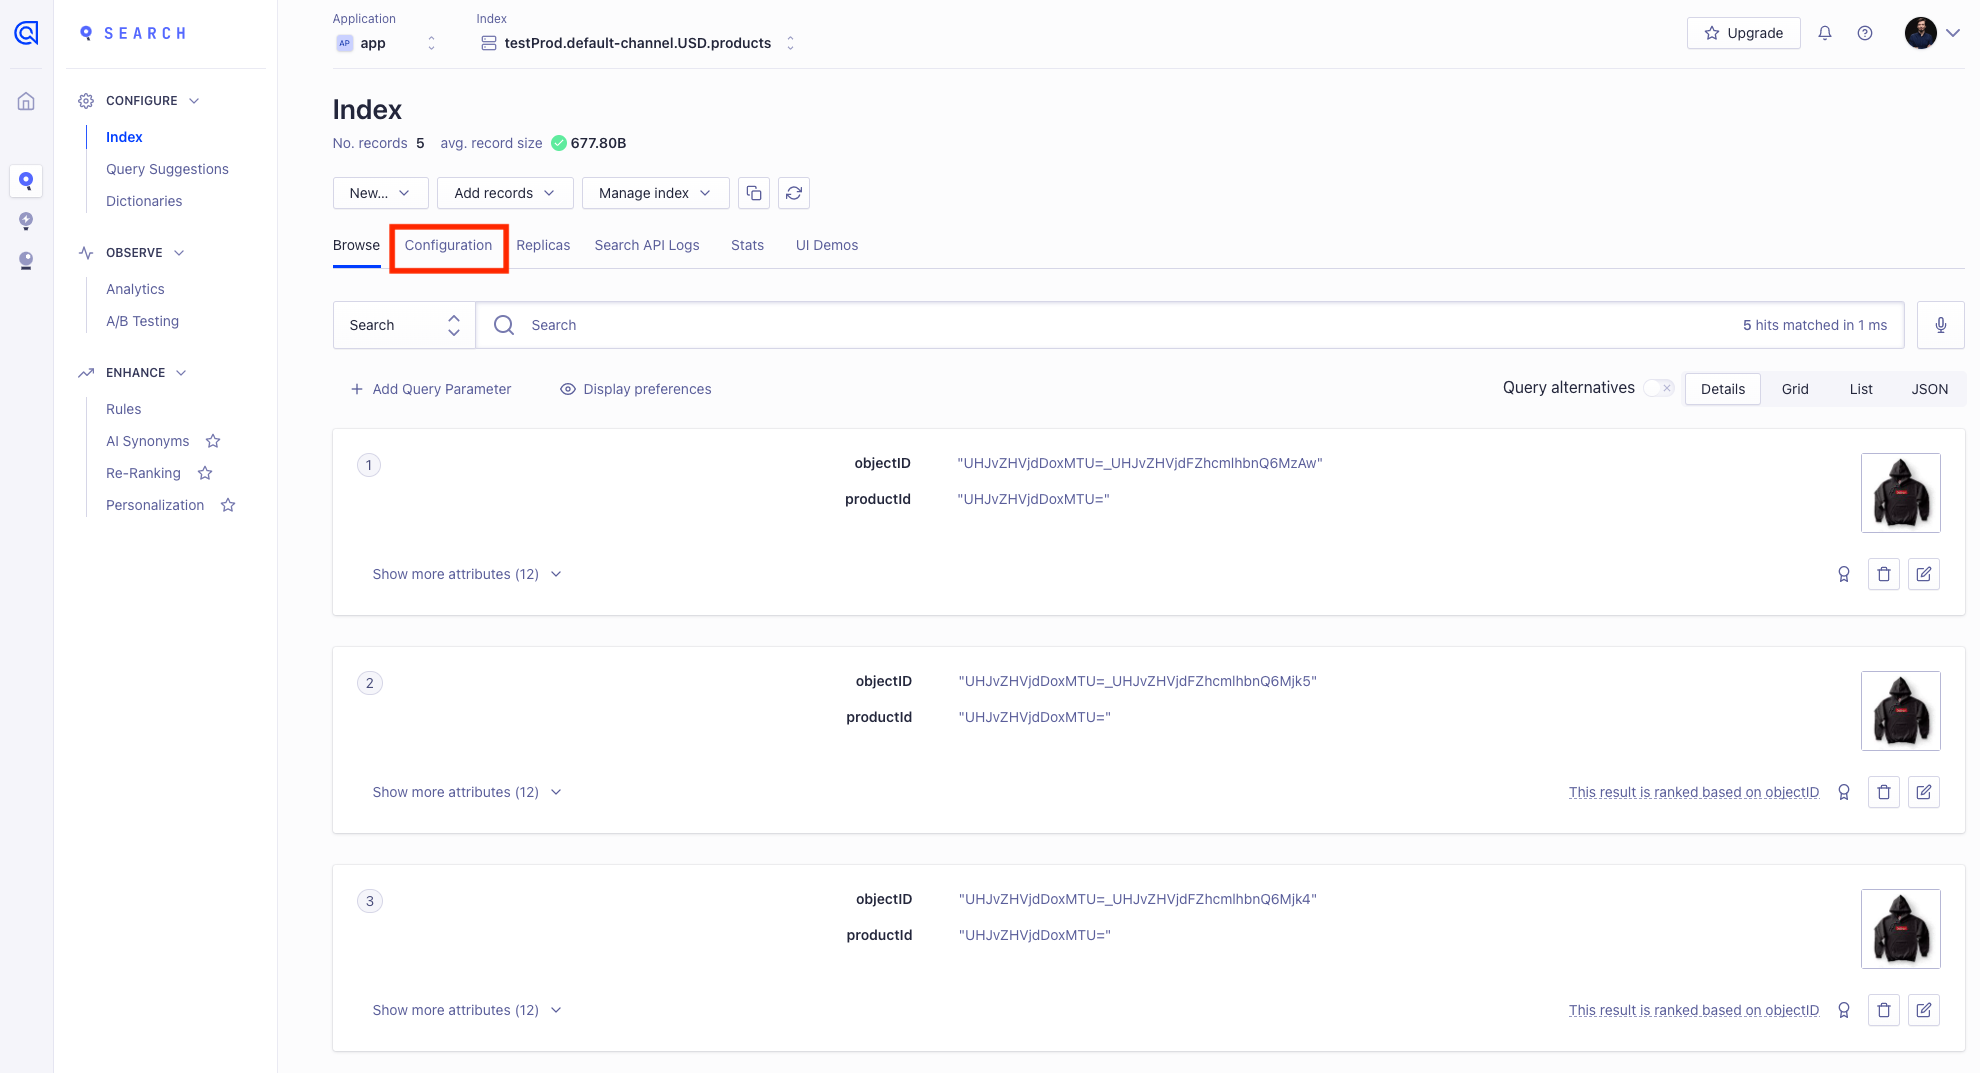 SEARCH
CONFIGURE
Index
Query Suggestions
Dictionaries
OBSERVE
Analytics
A/B Testing
ENHANCE
Rules
AI Synonyms
Re-Ranking
Personalization
Application
AP app
Index
testProd.default-channel.USD.products
Upgrade
Index
No. records 5 avg. record size 677.80B
New... Add records Manage index
Browse Configuration Replicas Search API Logs Stats UI Demos
Search Search 5 hits matched in 1 ms
Add Query Parameter Display preferences Query alternatives Details Grid List JSON
1 objectID "UHJvZHVjdDoxMTU=_UHJvZHVjdFZhcmlhbnQ6MzAw"
productId "UHJvZHVjdDoxMTU="
Show more attributes (12)
2 objectID "UHJvZHVjdDoxMTU=_UHJvZHVjdFZhcmlhbnQ6Mjk5"
productId "UHJvZHVjdDoxMTU="
Show more attributes (12) This result is ranked based on objectID
3 objectID "UHJvZHVjdDoxMTU=_UHJvZHVjdFZhcmlhbnQ6Mjk4"
productId "UHJvZHVjdDoxMTU="
Show more attributes (12) This result is ranked based on objectID